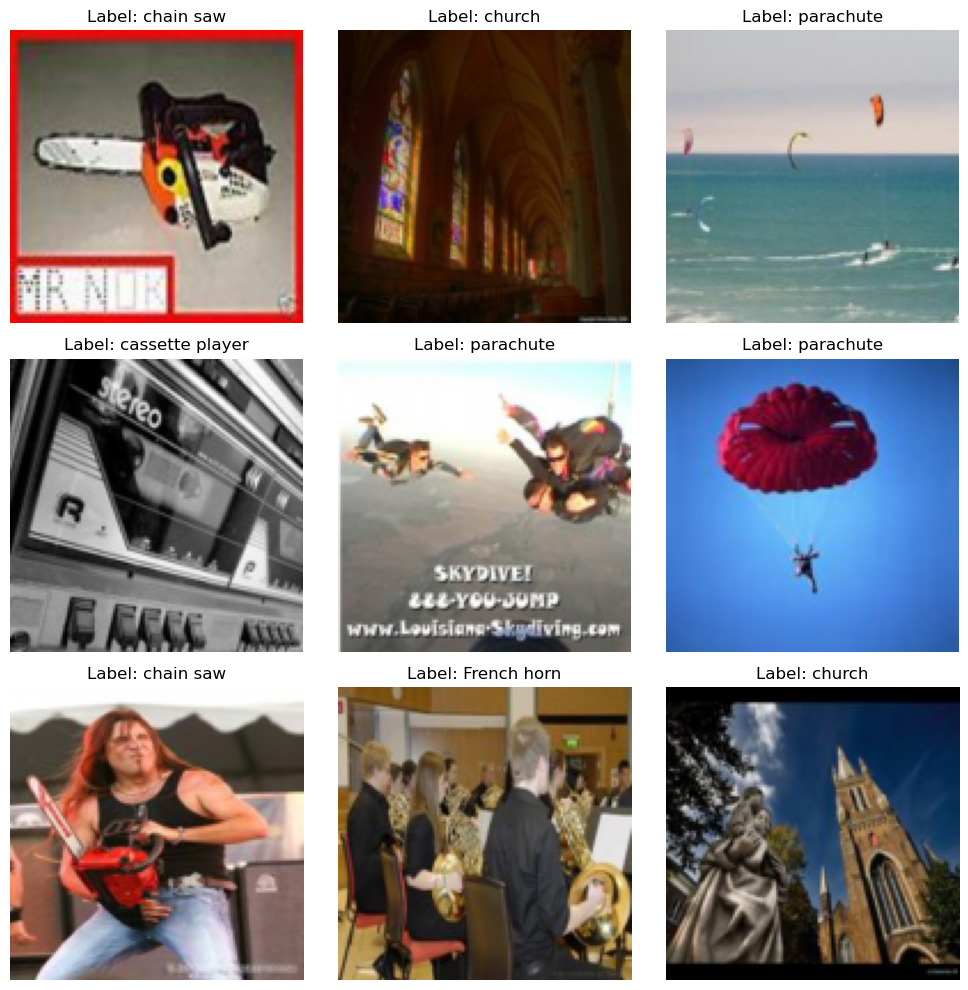 Label: chain saw
Label: church
Label: parachute
MR NOK
Label: cassette player
Label: parachute
Label: parachute
stereo
R
R
SKYDIVE!
888-YOU-JUMP
www.Louisiana-Skydiving.com
Label: chain saw
Label: French horn
Label: church